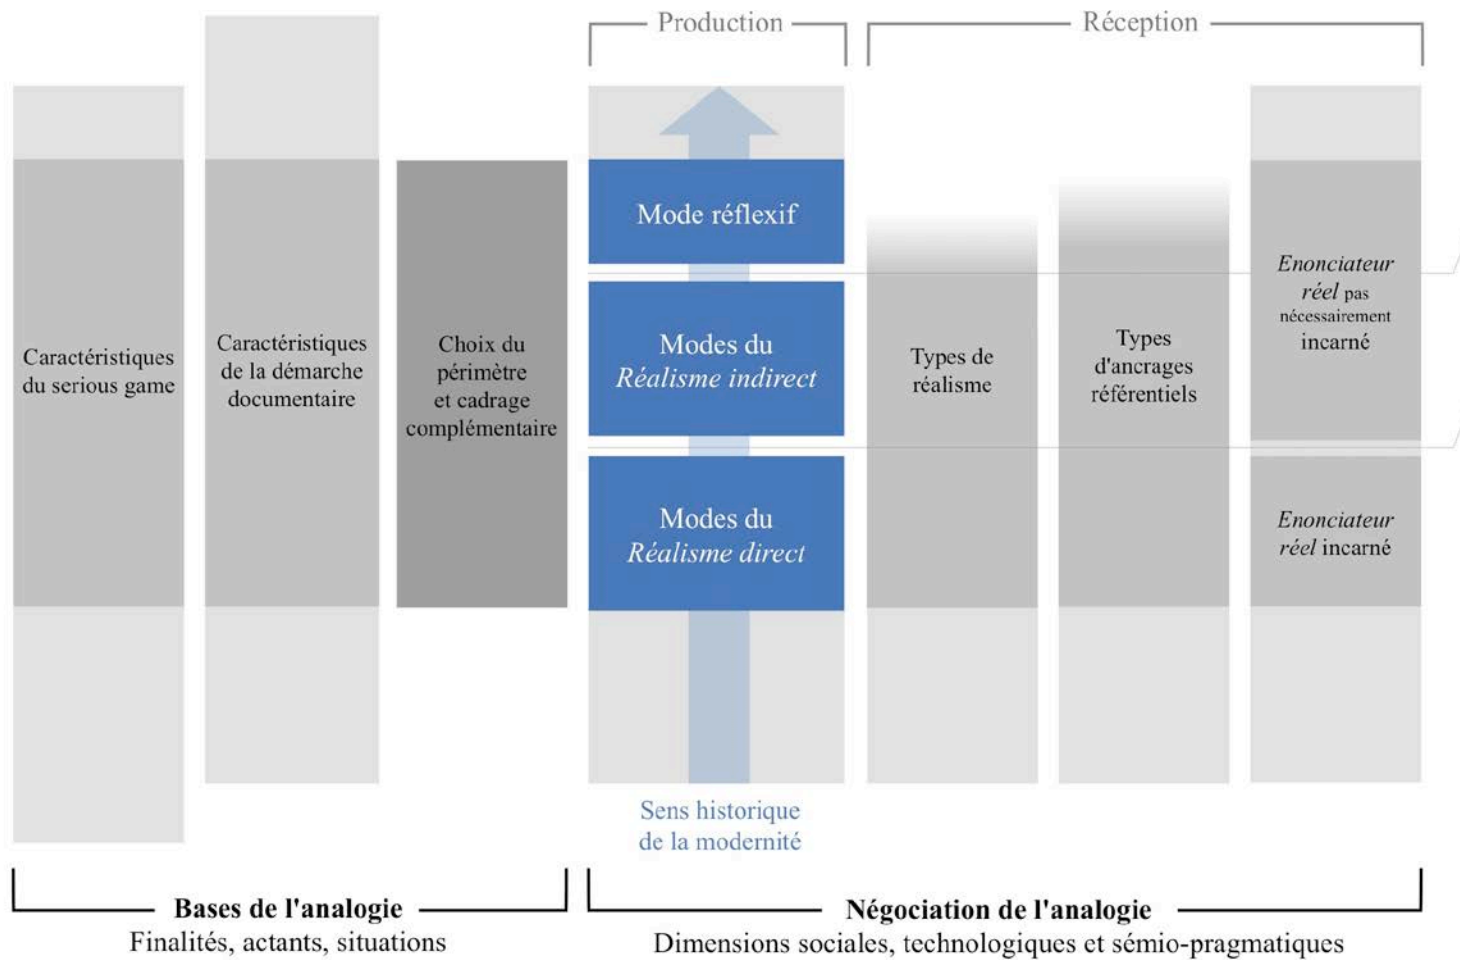 Production
Réception
Caractéristiques
du serious game
Caractéristiques
de la démarche
documentaire
Choix du
périmètre
et cadrage
complémentaire
Mode réflexif
Modes du
Réalisme indirect
Modes du
Réalisme direct
Types de
réalisme
Types
d'ancrages
référentiels
Enonciateur
réel pas
nécessairement
incarné
Enonciateur
réel incarné
Sens historique
de la modernité
Bases de l'analogie
Finalités, actants, situations
Négociation de l'analogie
Dimensions sociales, technologiques et sémio-pragmatiques